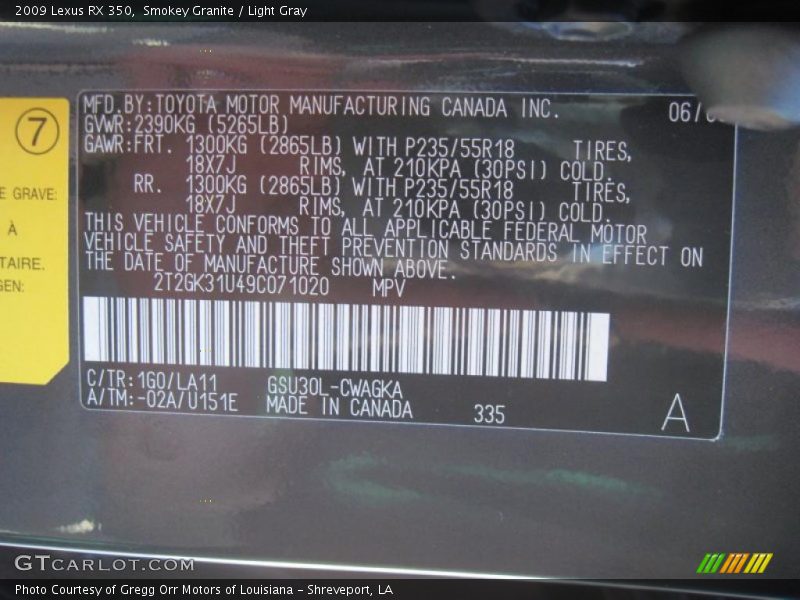 2009 Lexus RX 350, Smokey Granite / Light Gray
7
E GRAVE:
À
TAIRE.
GEN:
MFD.BY:TOYOTA MOTOR MANUFACTURING CANADA INC. 06/
GVWR:2390KG (5265LB)
GAWR:FRT. 1300KG (2865LB) WITH P235/55R18 TIRES,
18X7J RIMS, AT 210KPA (30PSI) COLD.
RR. 1300KG (2865LB) WITH P235/55R18 TIRES,
18X7J RIMS, AT 210KPA (30PSI) COLD.
THIS VEHICLE CONFORMS TO ALL APPLICABLE FEDERAL MOTOR
VEHICLE SAFETY AND THEFT PREVENTION STANDARDS IN EFFECT ON
THE DATE OF MANUFACTURE SHOWN ABOVE.
2T2GK31U49C071020 MPV
C/TR:1G0/LA11 GSU30L-CWAGKA
A/TM:-02A/U151E MADE IN CANADA 335 A
GTCARLOT.COM
Photo Courtesy of Gregg Orr Motors of Louisiana – Shreveport, LA